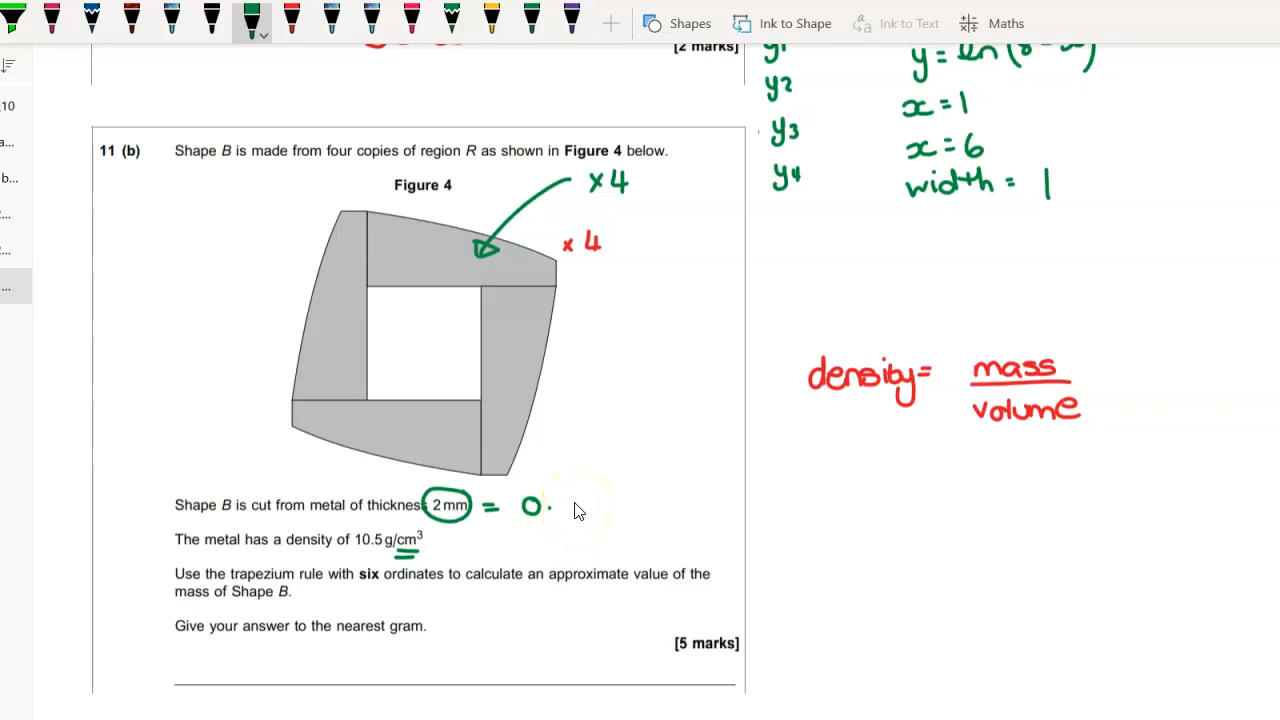 Shapes
Ink to Shape
Ink to Text
Maths
10
a...
b...
...
...
...
[2 marks]
y1
y2
y3
y4
x = 1
x = 6
width = 1
11 (b) Shape B is made from four copies of region R as shown in Figure 4 below.
Figure 4
x 4
x 4
density = mass
volume
Shape B is cut from metal of thickness 2 mm = 0.
The metal has a density of 10.5 g/cm³
Use the trapezium rule with six ordinates to calculate an approximate value of the
mass of Shape B.
Give your answer to the nearest gram.
[5 marks]